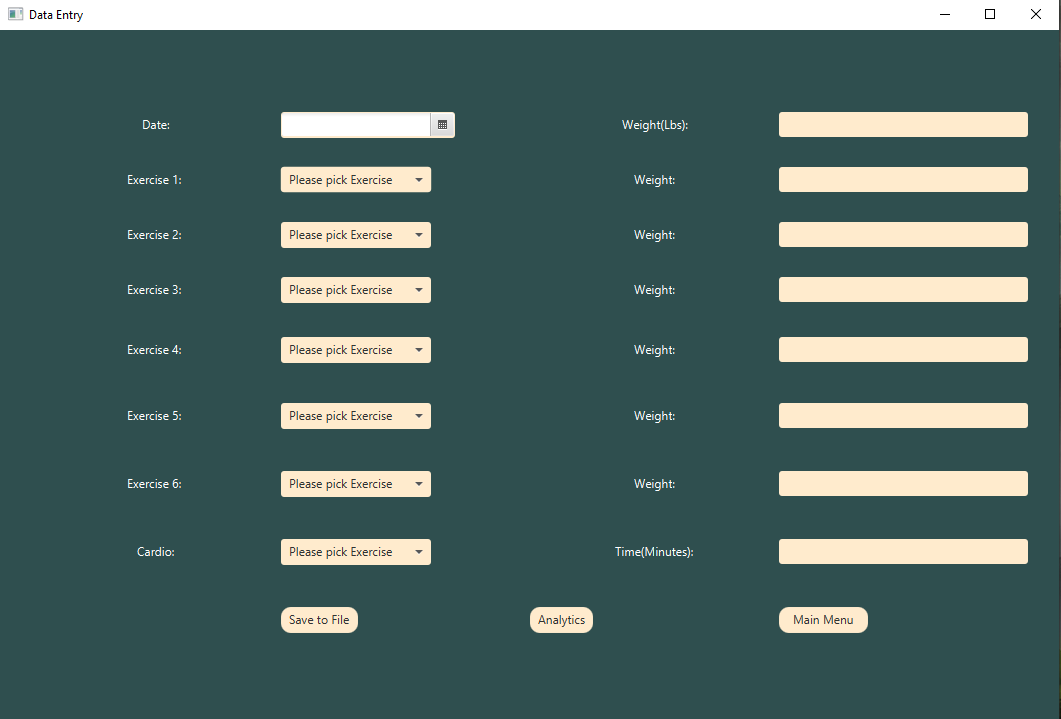 Data Entry
Date: Weight(Lbs):
Exercise 1: Please pick Exercise Weight:
Exercise 2: Please pick Exercise Weight:
Exercise 3: Please pick Exercise Weight:
Exercise 4: Please pick Exercise Weight:
Exercise 5: Please pick Exercise Weight:
Exercise 6: Please pick Exercise Weight:
Cardio: Please pick Exercise Time(Minutes):
Save to File Analytics Main Menu